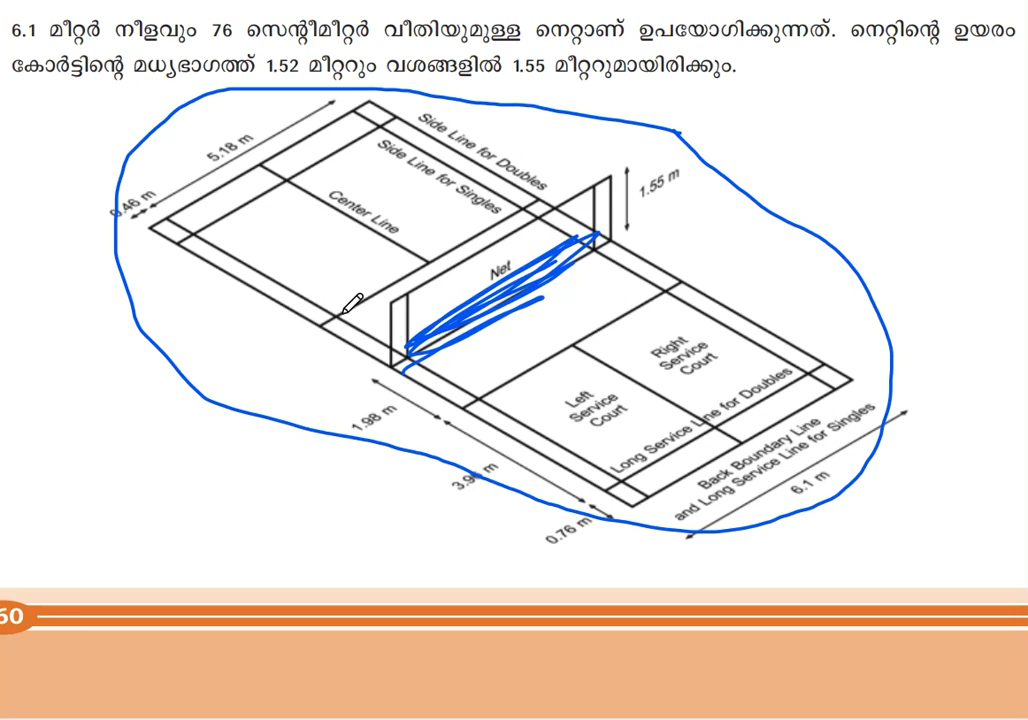 6.1 മീറ്റർ നീളവും 76 സെന്റീമീറ്റർ വീതിയുമുള്ള നെറ്റാണ് ഉപയോഗിക്കുന്നത്. നെറ്റിന്റെ ഉയരം
കോർട്ടിന്റെ മധ്യഭാഗത്ത് 1.52 മീറ്ററും വശങ്ങളിൽ 1.55 മീറ്ററുമായിരിക്കും.
Side Line for Doubles
5.18 m
Side Line for Singles
1.55 m
0.46 m
Center Line
Net
Right
Service
Court
Left
Service
Court
Long Service Line for Doubles
1.98 m
Back Boundary Line
and Long Service Line for Singles
6.1 m
0.76 m
60